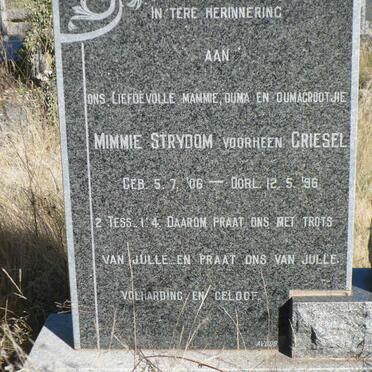 IN TERE HERINNERING
AAN
ONS LIEFDEVOLLE MAMMIE, OUMA EN OUMAGROOTJIE
MIMMIE STRYDOM VOORHEEN GRIESEL
GEB. 5. 7. '06 — OORL. 12. 5. '96
2 TESS. 1:4. DAAROM PRAAT ONS MET TROTS
VAN JULLE EN PRAAT ONS VAN JULLE
VOLHARDING EN GELOOF.